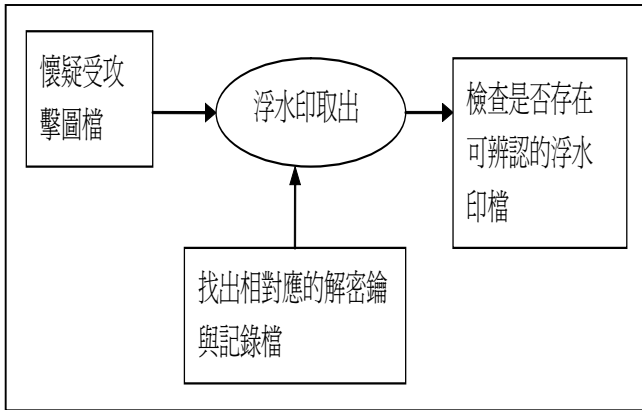 懷疑受攻
擊圖檔
浮水印取出
檢查是否存在
可辨認的浮水
印檔
找出相對應的解密鑰
與記錄檔